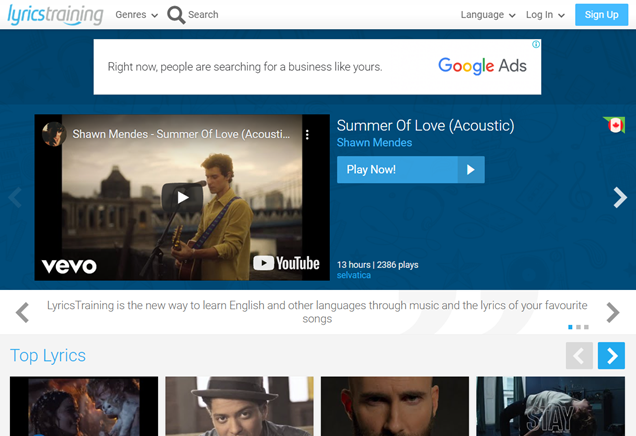 lyricstraining
Genres
Search
Language
Log In
Sign Up
Right now, people are searching for a business like yours.
Google Ads
Shawn Mendes - Summer Of Love (Acousti...
vevo
YouTube
Summer Of Love (Acoustic)
Shawn Mendes
Play Now!
13 hours | 2386 plays
selvatica
LyricsTraining is the new way to learn English and other languages through music and the lyrics of your favourite
songs
Top Lyrics
STAY